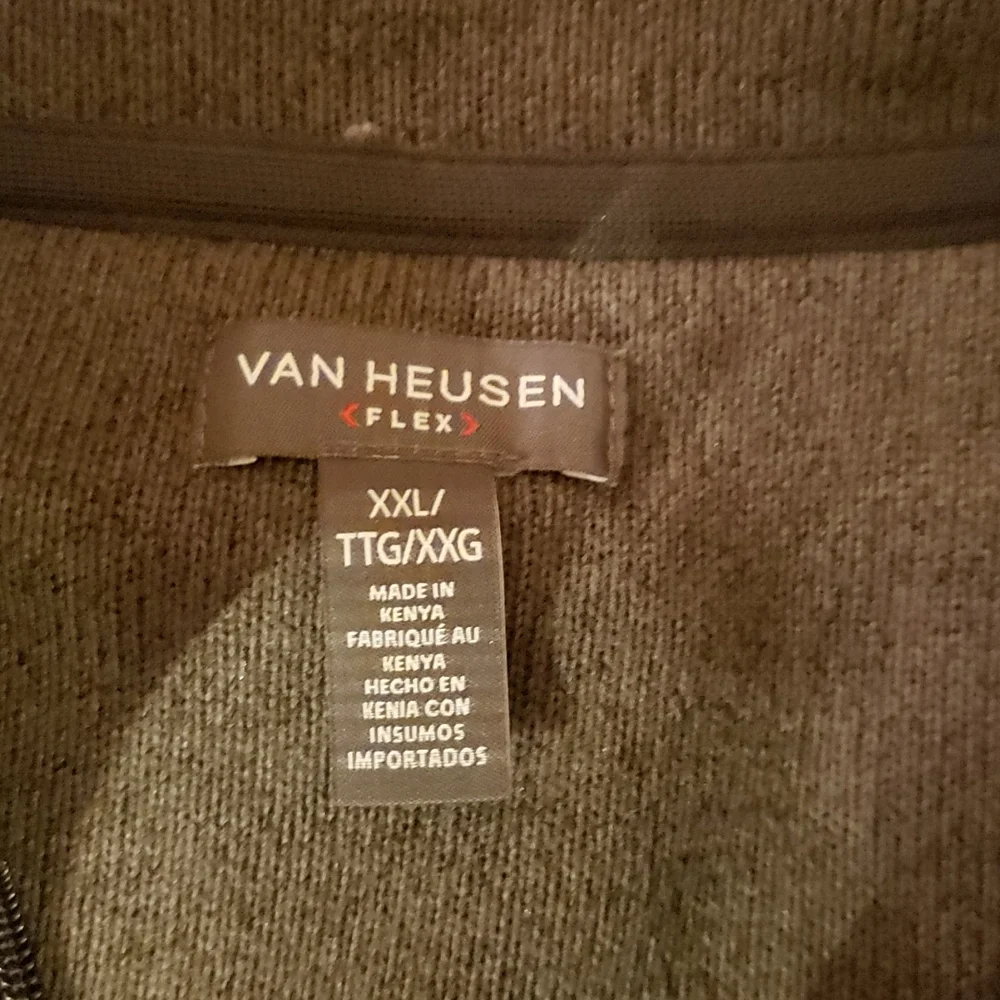 VAN HEUSEN
<FLEX>
XXL/
TTG/XXG
MADE IN
KENYA
FABRIQUÉ AU
KENYA
HECHO EN
KENIA CON
INSUMOS
IMPORTADOS